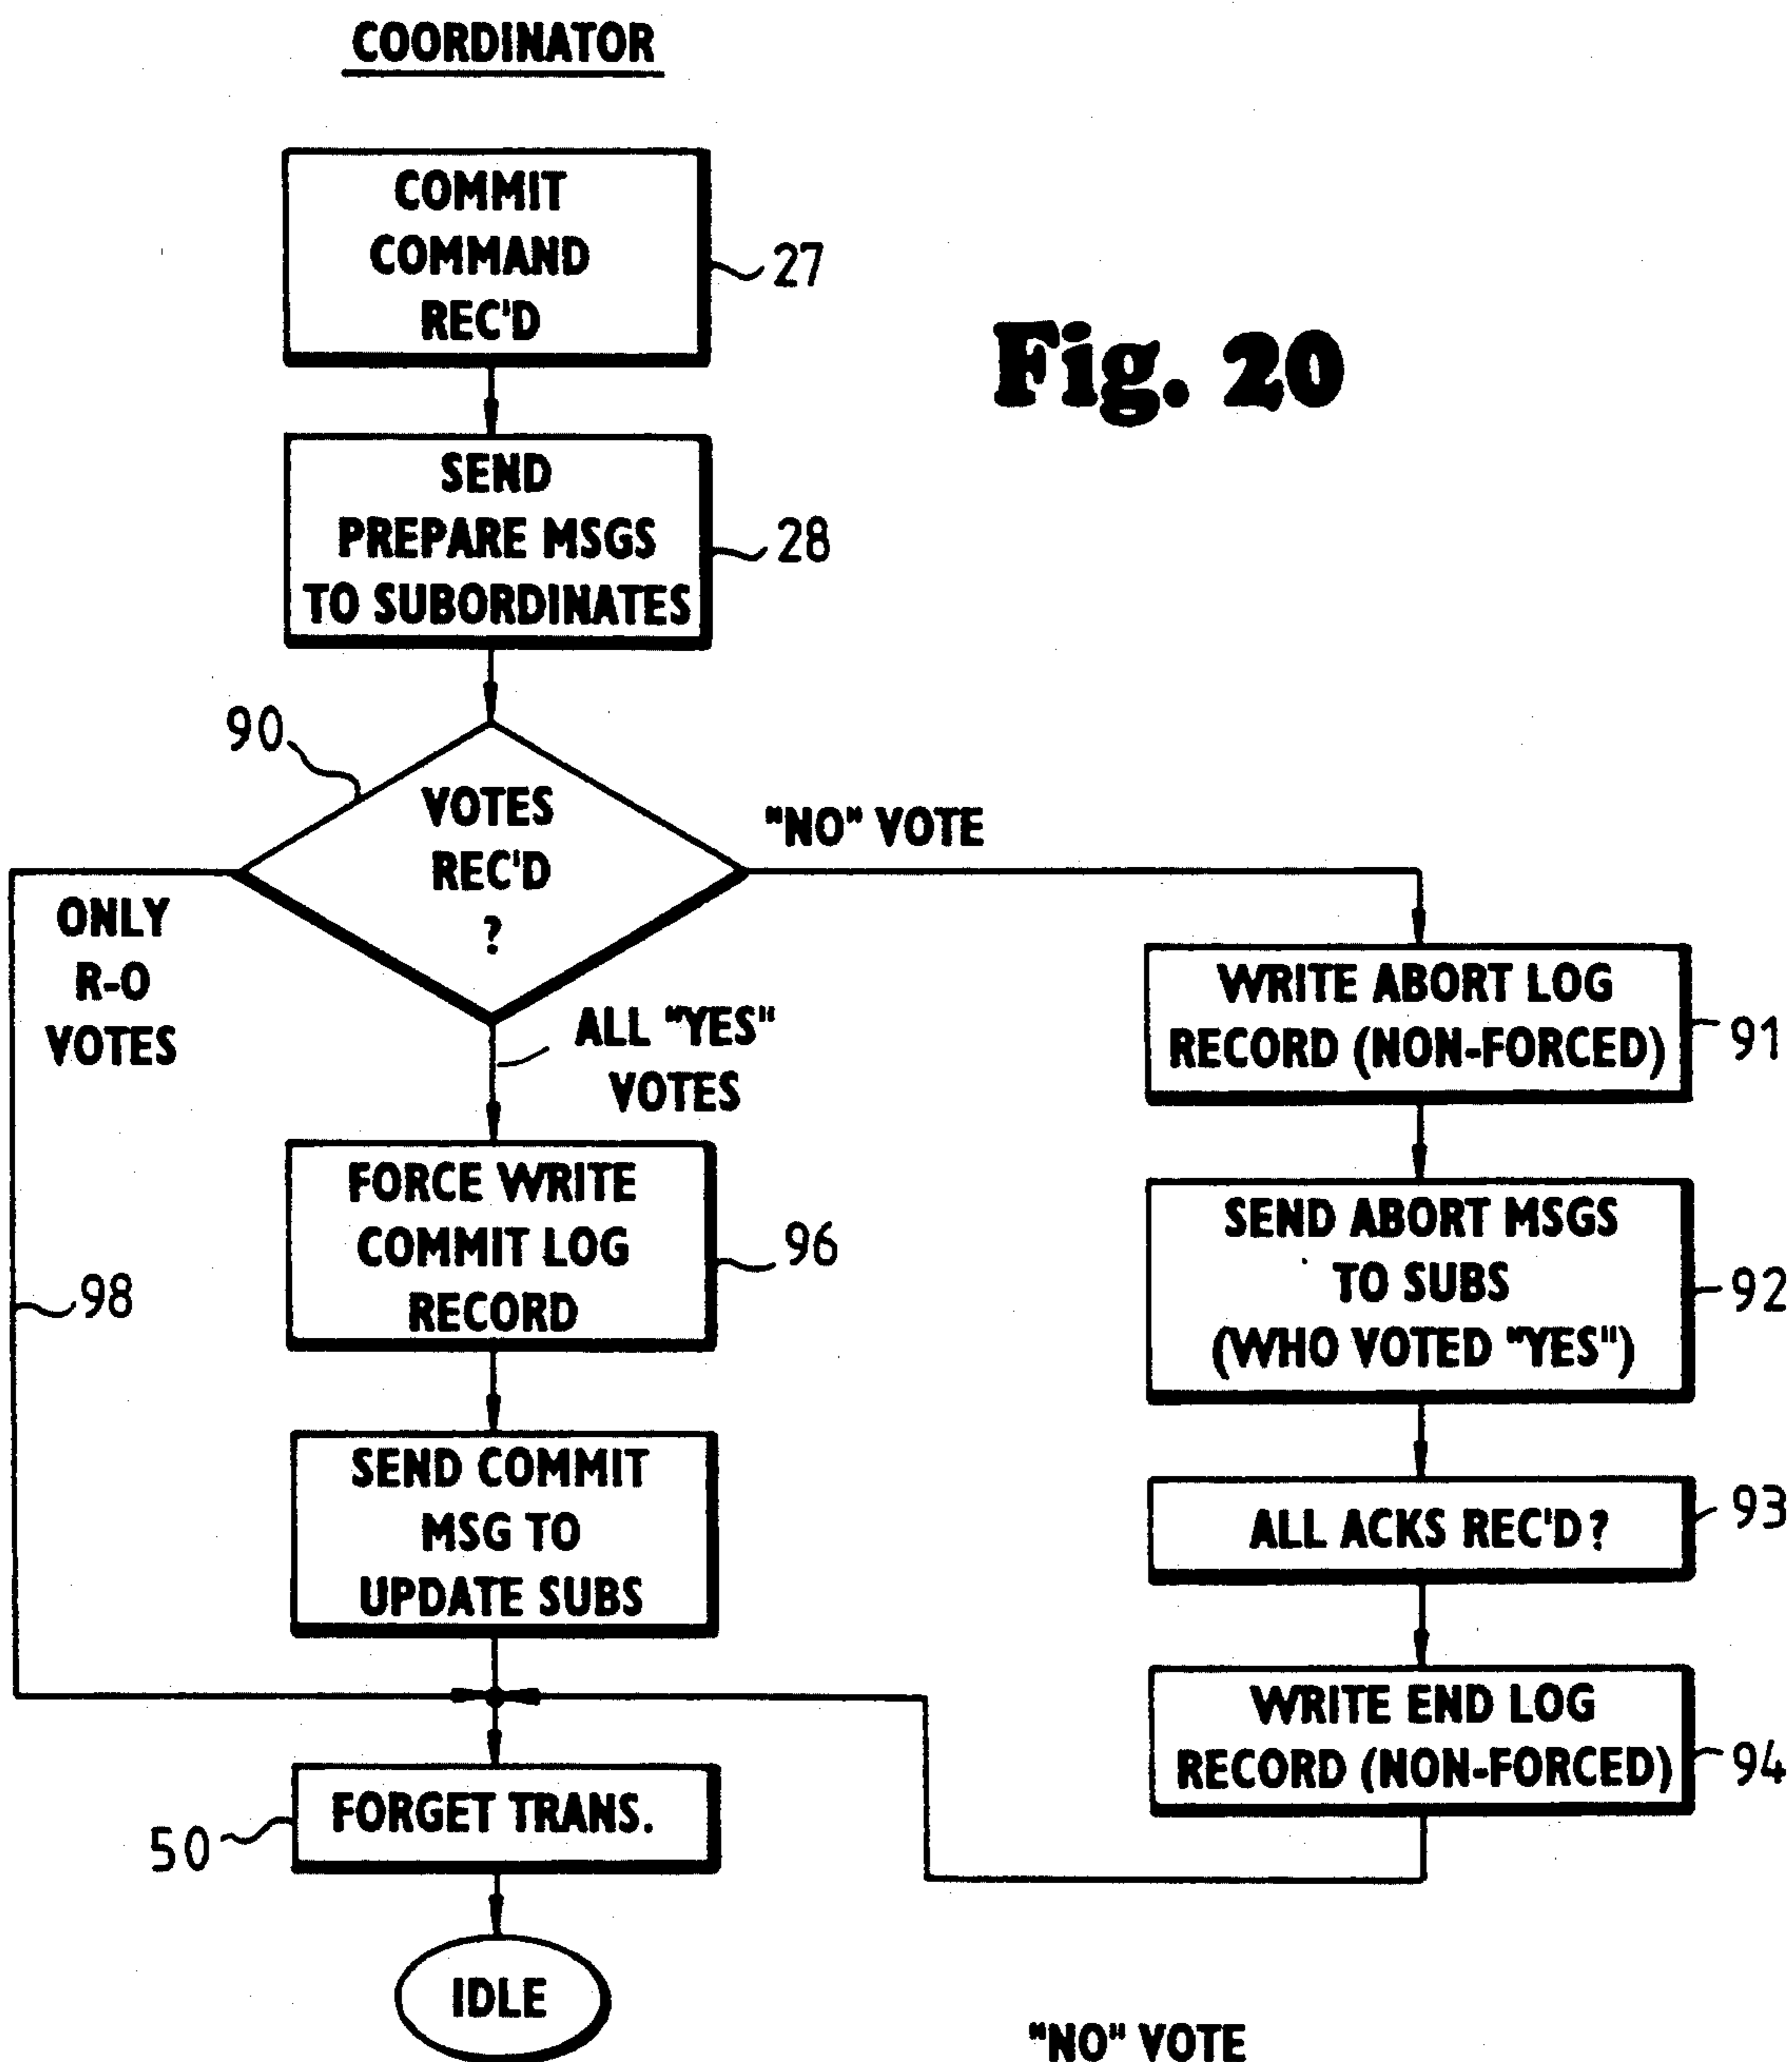 COORDINATOR
COMMIT
COMMAND
REC'D
27
Fig. 20
SEND
PREPARE MSGS
TO SUBORDINATES
28
90
VOTES
REC'D
?
"NO" VOTE
ONLY
R-O
VOTES
ALL "YES"
VOTES
WRITE ABORT LOG
RECORD (NON-FORCED)
91
FORCE WRITE
COMMIT LOG
RECORD
96
98
SEND ABORT MSGS
TO SUBS
(WHO VOTED "YES")
92
SEND COMMIT
MSG TO
UPDATE SUBS
ALL ACKS REC'D?
93
WRITE END LOG
RECORD (NON-FORCED)
94
FORGET TRANS.
50
IDLE
"NO" VOTE